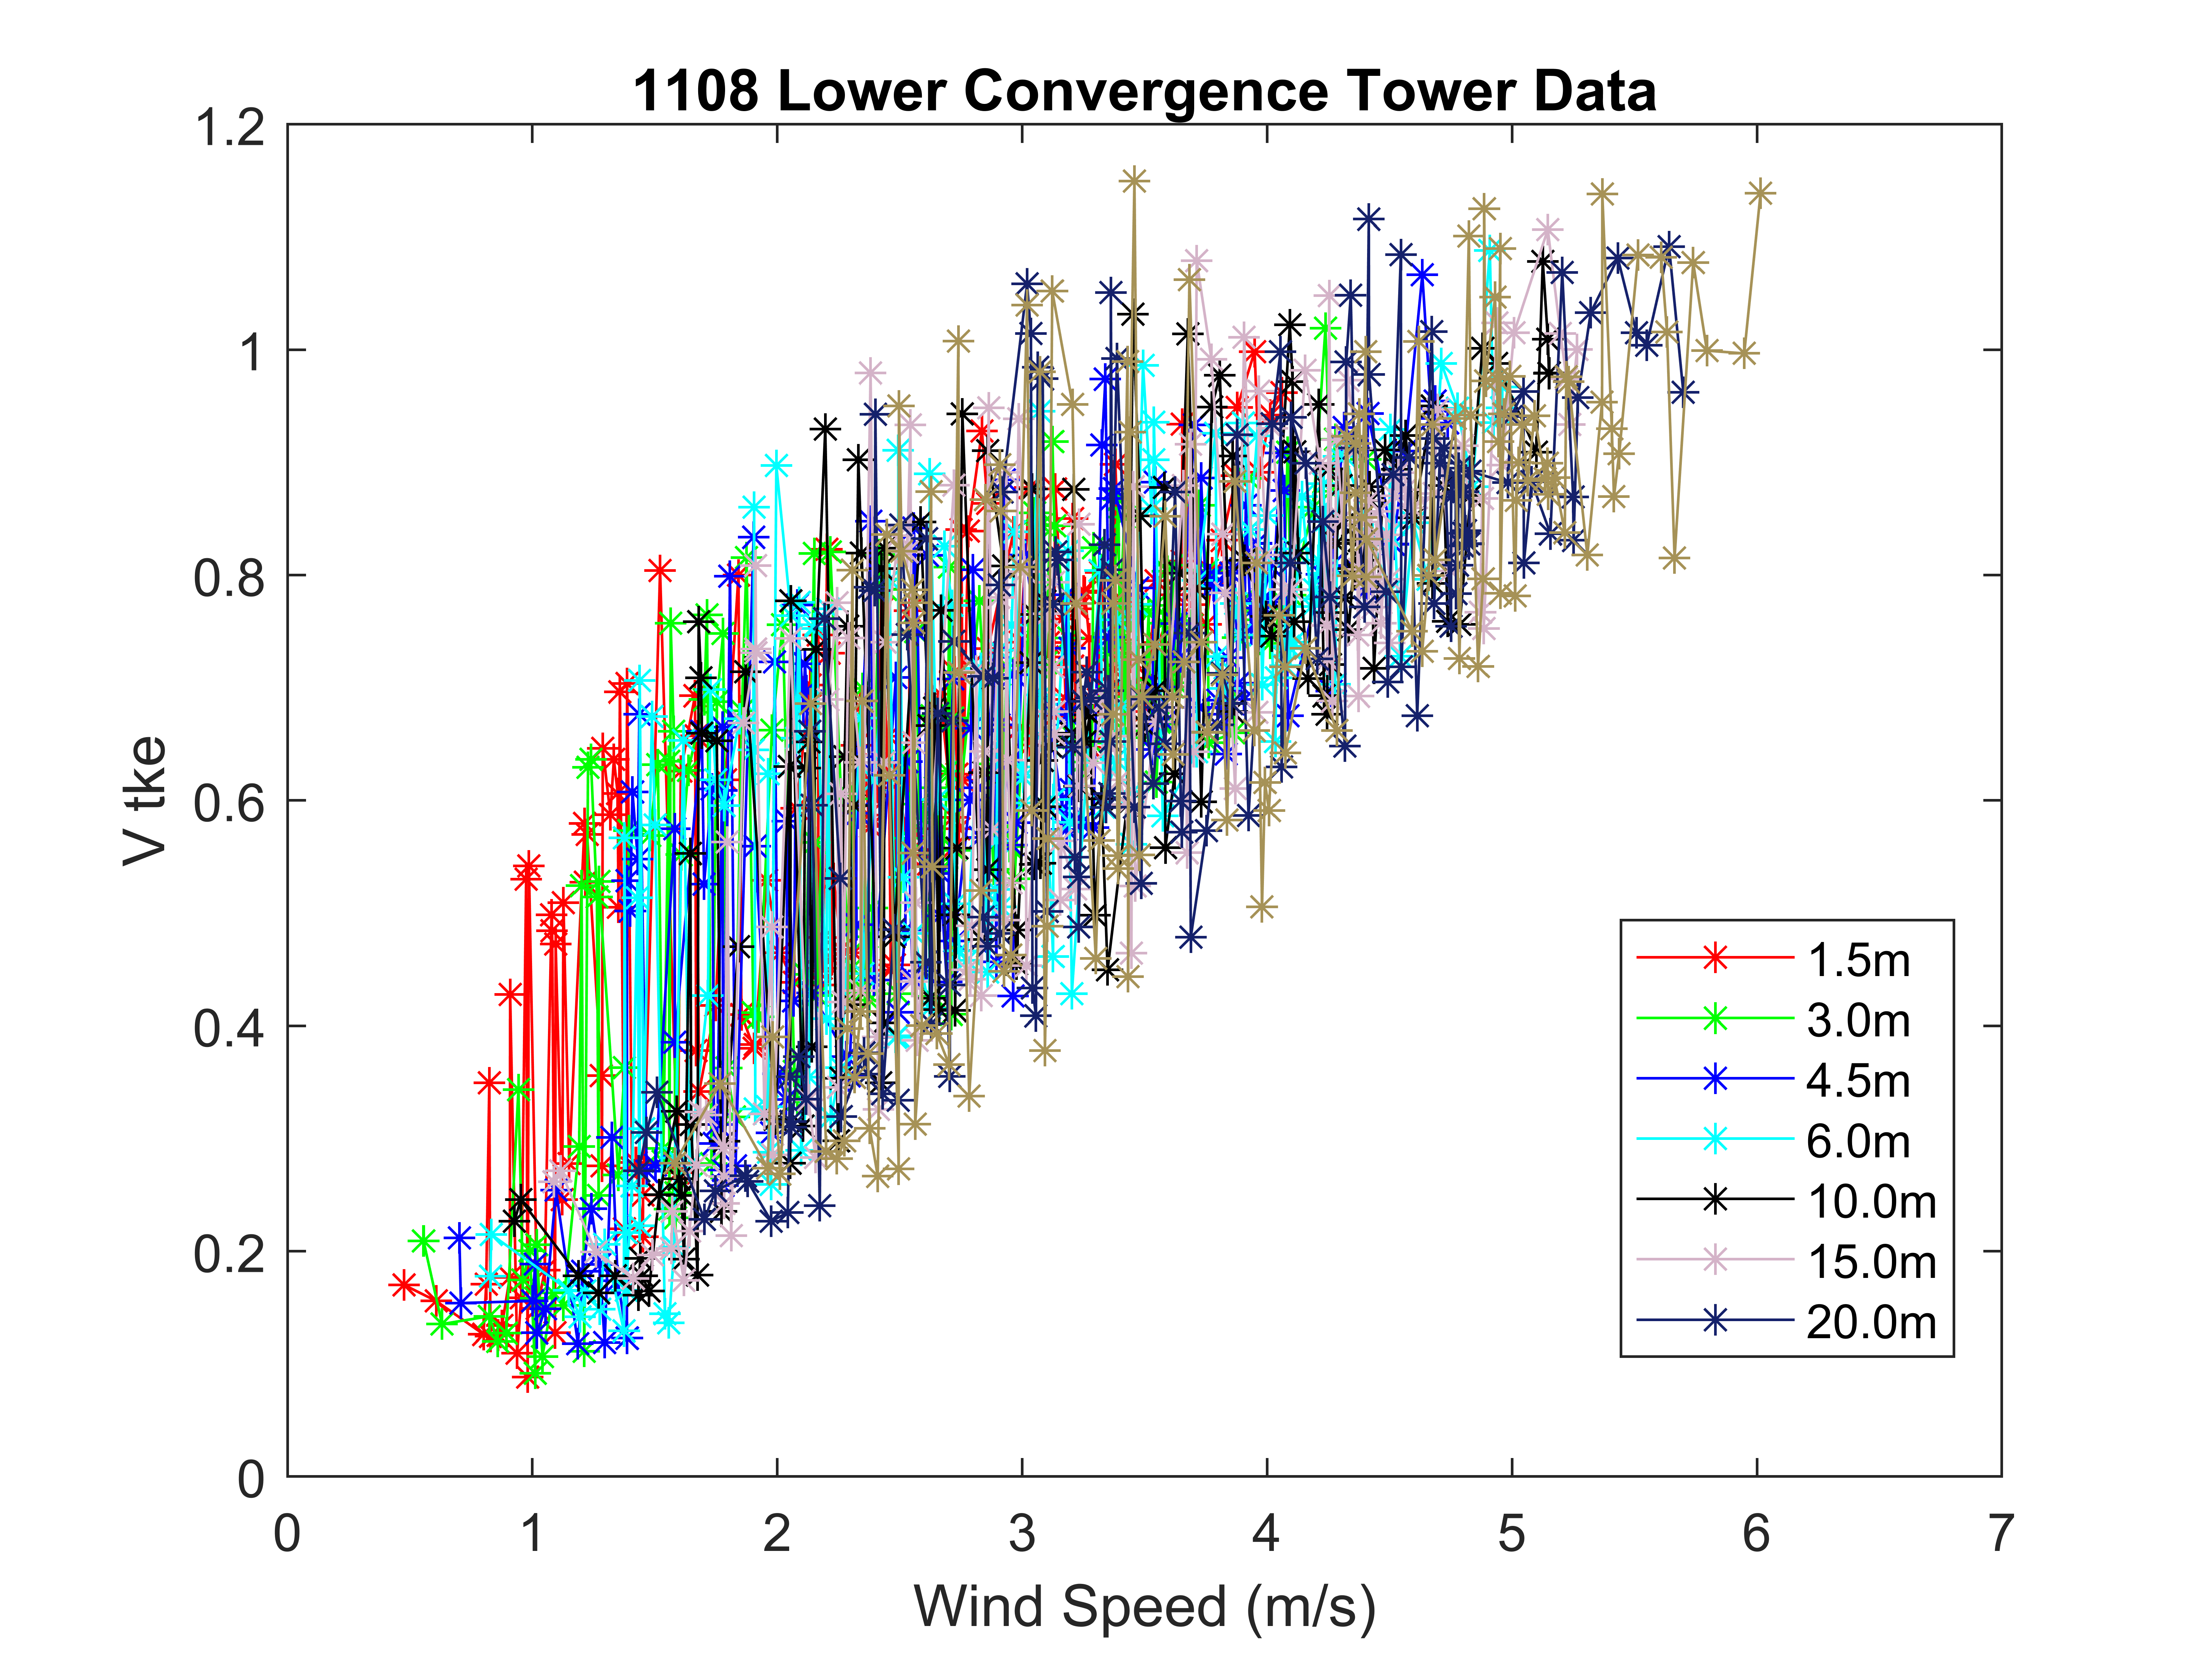 1108 Lower Convergence Tower Data
1.2
1
0.8
0.6
0.4
0.2
0
V tke
1.5m
3.0m
4.5m
6.0m
10.0m
15.0m
20.0m
0 1 2 3 4 5 6 7
Wind Speed (m/s)